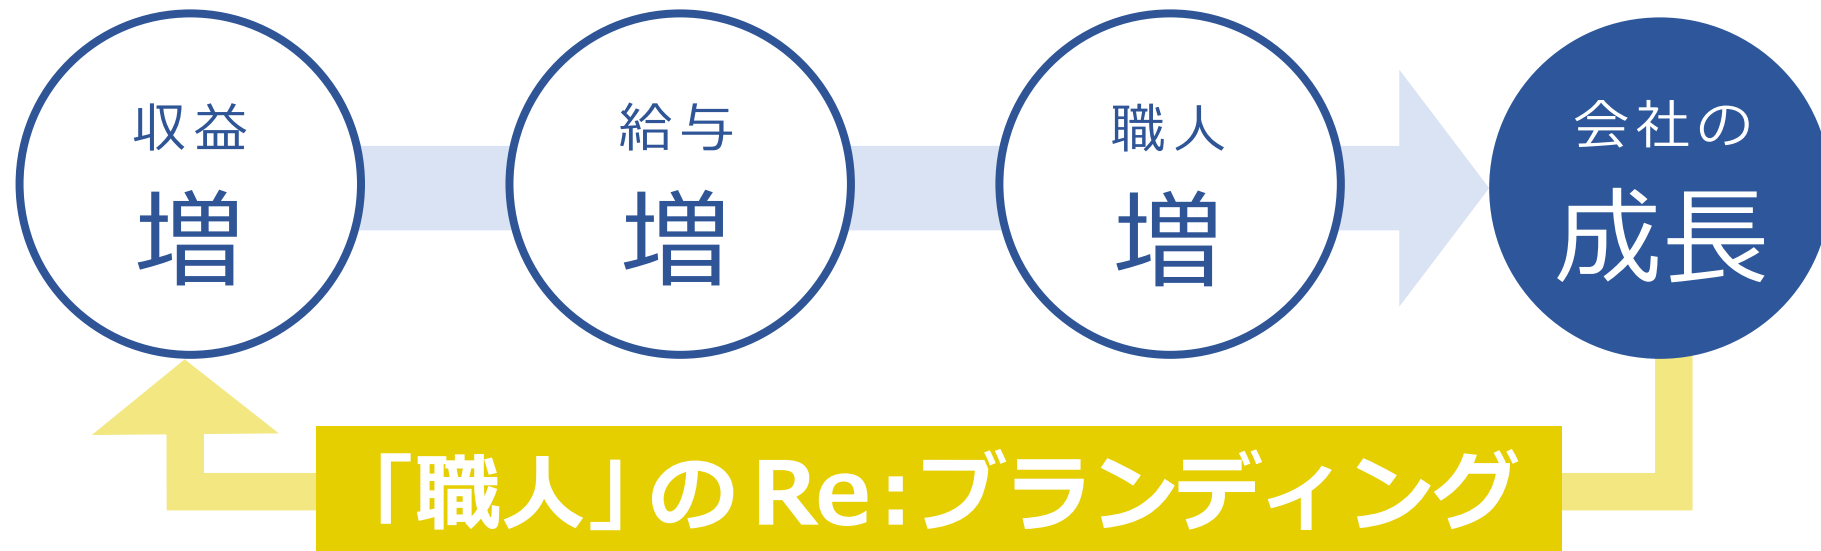 収益
増
給与
増
職人
増
会社の
成長
「職人」のRe:ブランディング